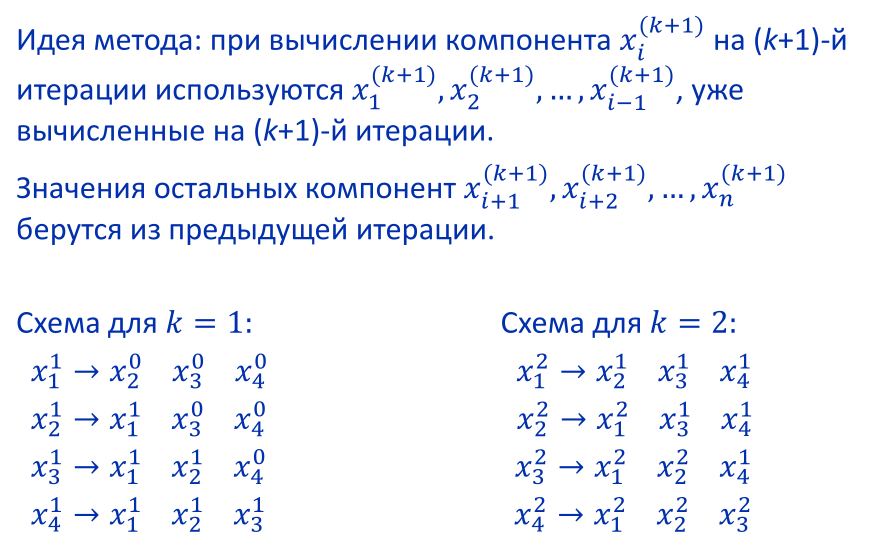 Идея метода: при вычислении компонента $x_i^{(k+1)}$ на (k+1)-й
итерации используются $x_1^{(k+1)}, x_2^{(k+1)}, \ldots, x_{i-1}^{(k+1)}$, уже
вычисленные на (k+1)-й итерации.
Значения остальных компонент $x_{i+1}^{(k+1)}, x_{i+2}^{(k+1)}, \ldots, x_n^{(k+1)}$
берутся из предыдущей итерации.
Схема для $k = 1$:
$x_1^1 \to x_2^0 \quad x_3^0 \quad x_4^0$
$x_2^1 \to x_1^1 \quad x_3^0 \quad x_4^0$
$x_3^1 \to x_1^1 \quad x_2^1 \quad x_4^0$
$x_4^1 \to x_1^1 \quad x_2^1 \quad x_3^1$
Схема для $k = 2$:
$x_1^2 \to x_2^1 \quad x_3^1 \quad x_4^1$
$x_2^2 \to x_1^2 \quad x_3^1 \quad x_4^1$
$x_3^2 \to x_1^2 \quad x_2^2 \quad x_4^1$
$x_4^2 \to x_1^2 \quad x_2^2 \quad x_3^2$